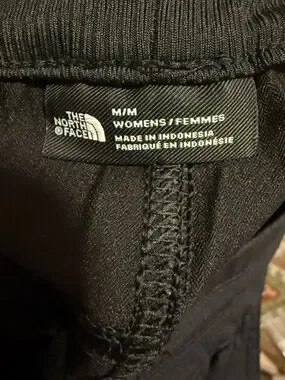 THE
NORTH
FACE
M/M
WOMENS/FEMMES
MADE IN INDONESIA
FABRIQUÉ EN INDONÉSIE